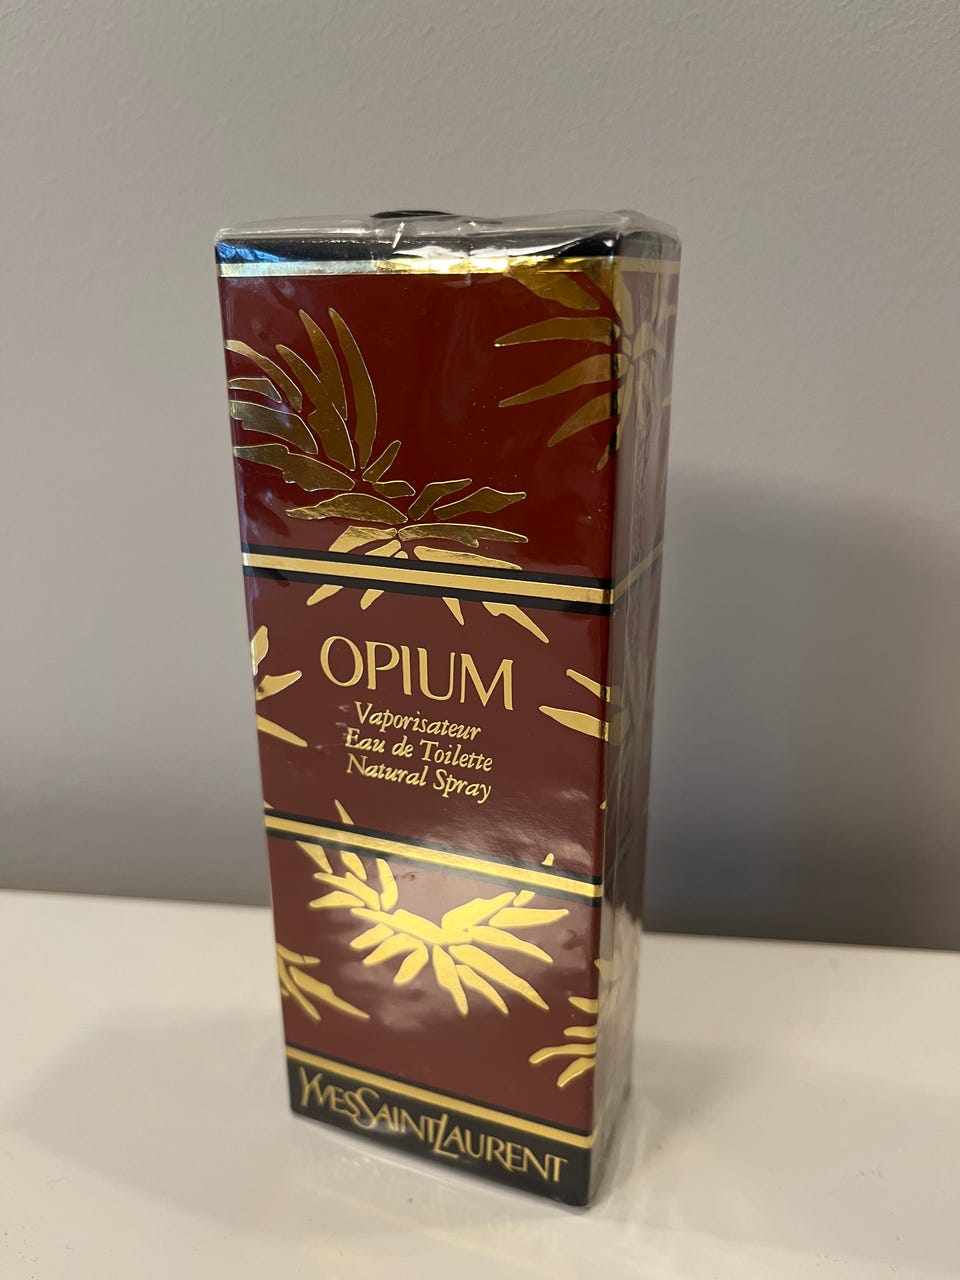 OPIUM
Vaporisateur
Eau de Toilette
Natural Spray
YVESSAINTLAURENT